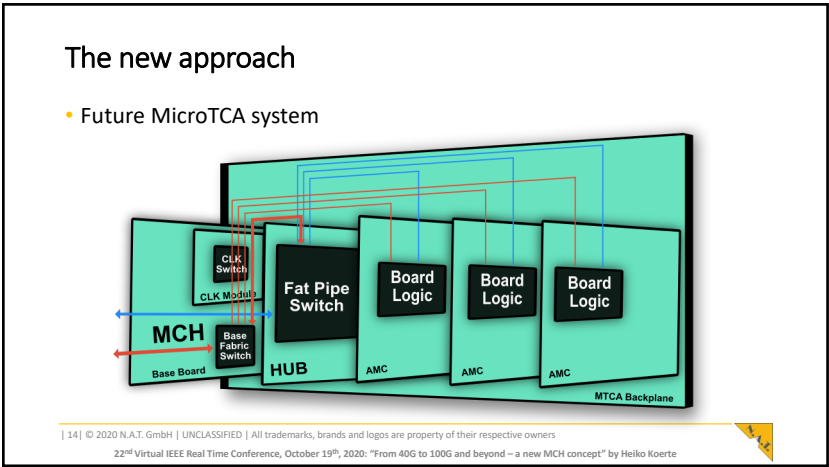 The new approach
• Future MicroTCA system
CLK
Switch
CLK Module
MCH
Base
Fabric
Switch
Base Board
Fat Pipe
Switch
HUB
Board
Logic
AMC
Board
Logic
AMC
Board
Logic
AMC
MTCA Backplane
| 14| © 2020 N.A.T. GmbH | UNCLASSIFIED | All trademarks, brands and logos are property of their respective owners
22nd Virtual IEEE Real Time Conference, October 19th, 2020: "From 40G to 100G and beyond – a new MCH concept" by Heiko Koerte
N.A.T.